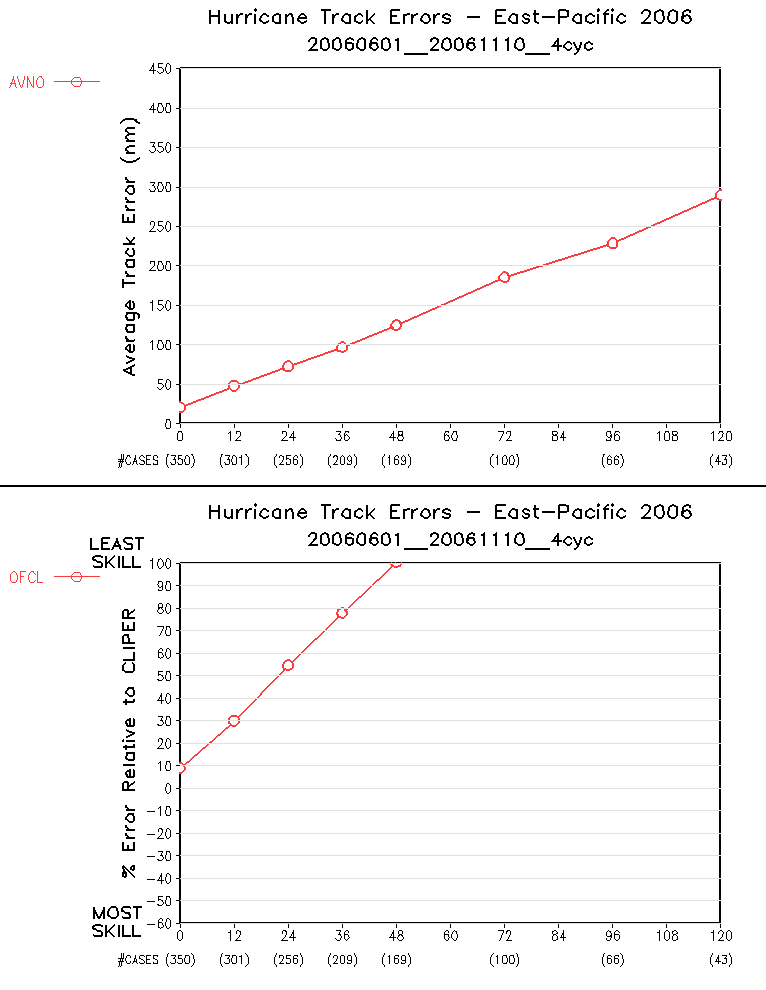 Hurricane Track Errors - East-Pacific 2006
20060601__20061110__4cyc
AVNO
Average Track Error (nm)
450
400
350
300
250
200
150
100
50
0
0 12 24 36 48 60 72 84 96 108 120
#CASES (350) (301) (256) (209) (169) (100) (66) (43)
Hurricane Track Errors - East-Pacific 2006
20060601__20061110__4cyc
LEAST
SKILL
OFCL
% Error Relative to CLIPER
100
90
80
70
60
50
40
30
20
10
0
-10
-20
-30
-40
-50
-60
MOST
SKILL
0 12 24 36 48 60 72 84 96 108 120
#CASES (350) (301) (256) (209) (169) (100) (66) (43)